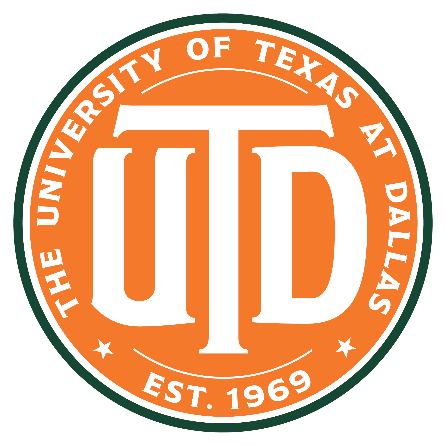 THE UNIVERSITY OF TEXAS AT DALLAS
UTD
EST. 1969